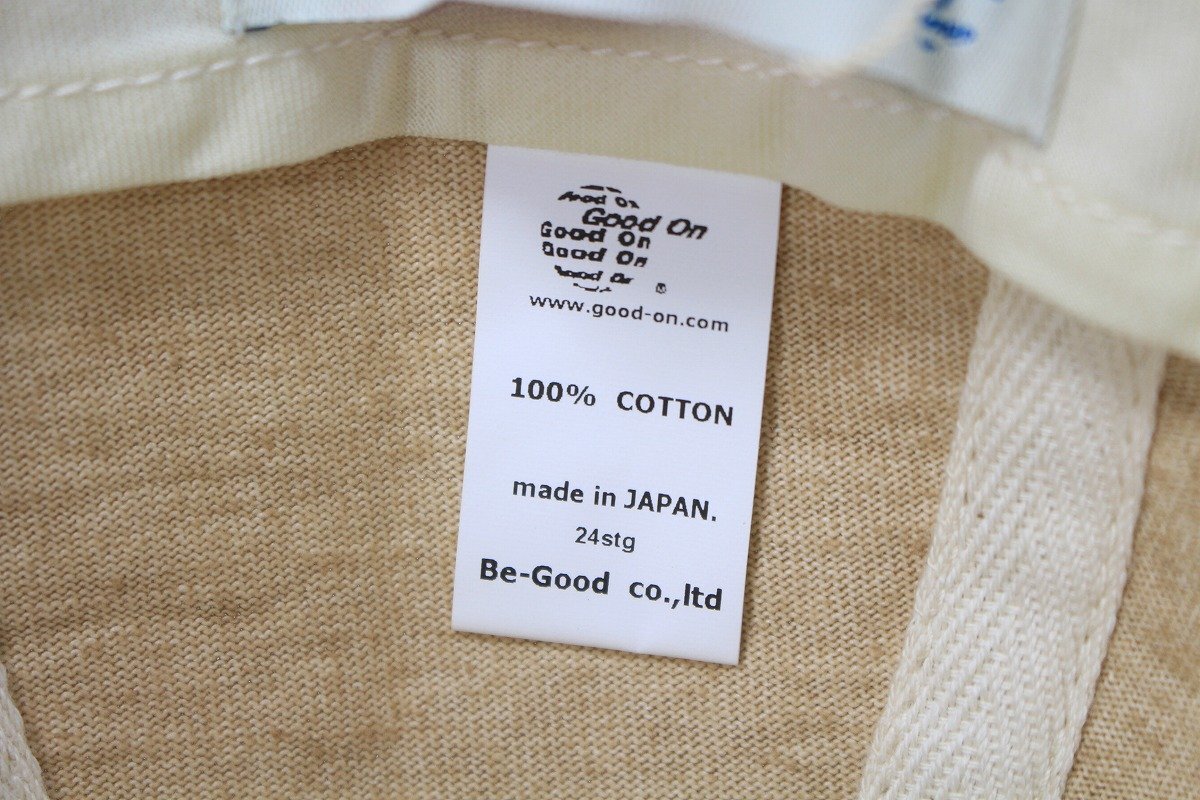 Good On
Good On
Good On
Good On
Good On
www.good-on.com
100% COTTON
made in JAPAN.
24stg
Be-Good co.,ltd